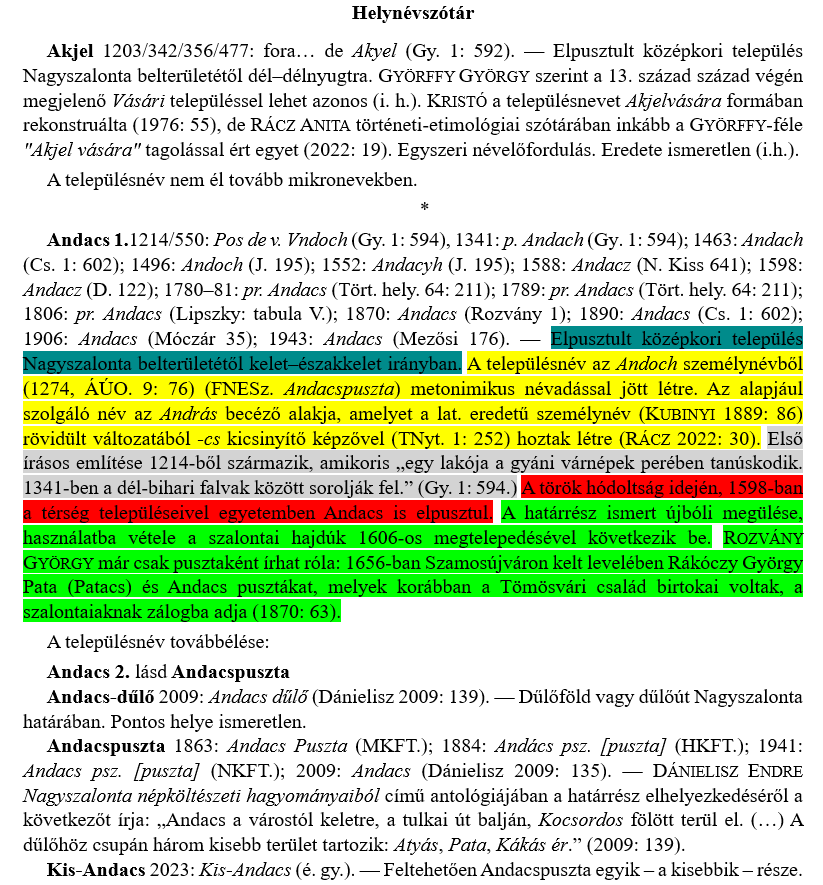 Helynévszótár
Akjel 1203/342/356/477: fora… de Akyel (Gy. 1: 592). — Elpusztult középkori település
Nagyszalonta belterületétől dél–délnyugtra. GYÖRFFY GYÖRGY szerint a 13. század század végén
megjelenő Vásári településsel lehet azonos (i. h.). KRISTÓ a településnevet Akjelvására formában
rekonstruálta (1976: 55), de RÁCZ ANITA történeti-etimológiai szótárában inkább a GYÖRFFY-féle
"Akjel vására" tagolással ért egyet (2022: 19). Egyszeri névelőfordulás. Eredete ismeretlen (i.h.).
A településnév nem él tovább mikronevekben.
*
Andacs 1.1214/550: Pos de v. Vndoch (Gy. 1: 594), 1341: p. Andach (Gy. 1: 594); 1463: Andach
(Cs. 1: 602); 1496: Andoch (J. 195); 1552: Andacyh (J. 195); 1588: Andacz (N. Kiss 641); 1598:
Andacz (D. 122); 1780–81: pr. Andacs (Tört. hely. 64: 211); 1789: pr. Andacs (Tört. hely. 64: 211);
1806: pr. Andacs (Lipszky: tabula V.); 1870: Andacs (Rozvány 1); 1890: Andacs (Cs. 1: 602);
1906: Andacs (Móczár 35); 1943: Andacs (Mezősi 176). — Elpusztult középkori település
Nagyszalonta belterületétől kelet–északkelet irányban. A településnév az Andoch személynévből
(1274, ÁÚO. 9: 76) (FNESz. Andacspuszta) metonimikus névadással jött létre. Az alapjául
szolgáló név az András becéző alakja, amelyet a lat. eredetű személynév (KUBINYI 1889: 86)
rövidült változatából -cs kicsinyítő képzővel (TNyt. 1: 252) hoztak létre (RÁCZ 2022: 30). Első
írásos említése 1214-ből származik, amikoris „egy lakója a gyáni várnépek perében tanúskodik.
1341-ben a dél-bihari falvak között sorolják fel.” (Gy. 1: 594.) A török hódoltság idején, 1598-ban
a térség településeivel egyetemben Andacs is elpusztul. A határrész ismert újbóli megülése,
használatba vétele a szalontai hajdúk 1606-os megtelepedésével következik be. ROZVÁNY
GYÖRGY már csak pusztaként írhat róla: 1656-ban Szamosújváron kelt levelében Rákóczy György
Pata (Patacs) és Andacs pusztákat, melyek korábban a Tömösvári család birtokai voltak, a
szalontaiaknak zálogba adja (1870: 63).
A településnév továbbélése:
Andacs 2. lásd Andacspuszta
Andacs-dűlő 2009: Andacs dűlő (Dánielisz 2009: 139). — Dűlőföld vagy dűlőút Nagyszalonta
határában. Pontos helye ismeretlen.
Andacspuszta 1863: Andacs Puszta (MKFT.); 1884: Andács psz. [puszta] (HKFT.); 1941:
Andacs psz. [puszta] (NKFT.); 2009: Andacs (Dánielisz 2009: 135). — DÁNIELISZ ENDRE
Nagyszalonta népköltészeti hagyományaiból című antológiájában a határrész elhelyezkedéséről a
következőt írja: „Andacs a várostól keletre, a tulkai út balján, Kocsordos fölött terül el. (…) A
dűlőhöz csupán három kisebb terület tartozik: Atyás, Pata, Kákás ér.” (2009: 139).
Kis-Andacs 2023: Kis-Andacs (é. gy.). — Feltehetően Andacspuszta egyik – a kisebbik – része.